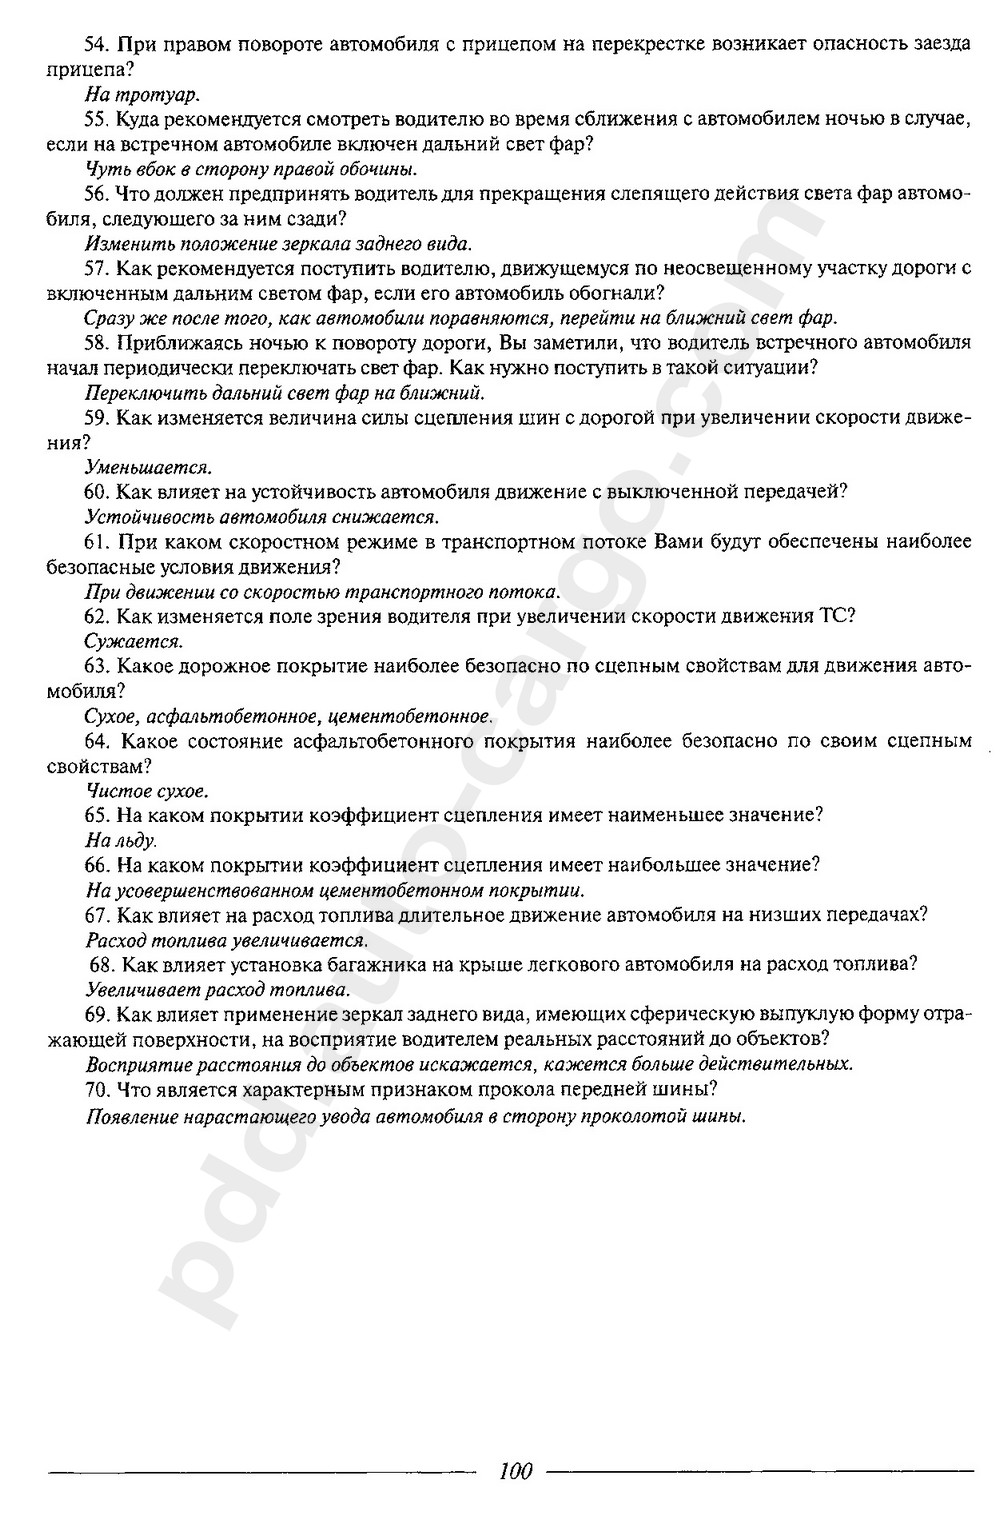 54. При правом повороте автомобиля с прицепом на перекрестке возникает опасность заезда
прицепа?
На тротуар.
55. Куда рекомендуется смотреть водителю во время сближения с автомобилем ночью в случае,
если на встречном автомобиле включен дальний свет фар?
Чуть вбок в сторону правой обочины.
56. Что должен предпринять водитель для прекращения слепящего действия света фар автомо-
биля, следующего за ним сзади?
Изменить положение зеркала заднего вида.
57. Как рекомендуется поступить водителю, движущемуся по неосвещенному участку дороги с
включенным дальним светом фар, если его автомобиль обогнали?
Сразу же после того, как автомобили поравняются, перейти на ближний свет фар.
58. Приближаясь ночью к повороту дороги, Вы заметили, что водитель встречного автомобиля
начал периодически переключать свет фар. Как нужно поступить в такой ситуации?
Переключить дальний свет фар на ближний.
59. Как изменяется величина силы сцепления шин с дорогой при увеличении скорости движе-
ния?
Уменьшается.
60. Как влияет на устойчивость автомобиля движение с выключенной передачей?
Устойчивость автомобиля снижается.
61. При каком скоростном режиме в транспортном потоке Вами будут обеспечены наиболее
безопасные условия движения?
При движении со скоростью транспортного потока.
62. Как изменяется поле зрения водителя при увеличении скорости движения ТС?
Сужается.
63. Какое дорожное покрытие наиболее безопасно по сцепным свойствам для движения авто-
мобиля?
Сухое, асфальтобетонное, цементобетонное.
64. Какое состояние асфальтобетонного покрытия наиболее безопасно по своим сцепным
свойствам?
Чистое сухое.
65. На каком покрытии коэффициент сцепления имеет наименьшее значение?
На льду.
66. На каком покрытии коэффициент сцепления имеет наибольшее значение?
На усовершенствованном цементобетонном покрытии.
67. Как влияет на расход топлива длительное движение автомобиля на низших передачах?
Расход топлива увеличивается.
68. Как влияет установка багажника на крыше легкового автомобиля на расход топлива?
Увеличивает расход топлива.
69. Как влияет применение зеркал заднего вида, имеющих сферическую выпуклую форму отра-
жающей поверхности, на восприятие водителем реальных расстояний до объектов?
Восприятие расстояния до объектов искажается, кажется больше действительных.
70. Что является характерным признаком прокола передней шины?
Появление нарастающего увода автомобиля в сторону проколотой шины.
100
pdd.auto-cargo.com